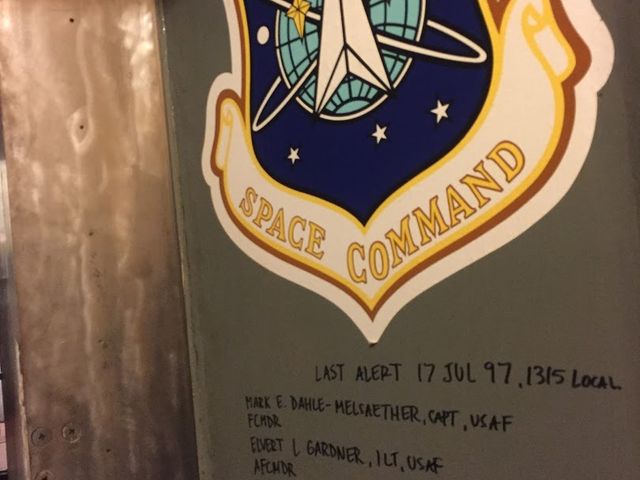 SPACE COMMAND
LAST ALERT 17 JUL 97, 1315 LOCAL
MARK E. DAHLE-MELSAETHER, CAPT, USAF
FCMDR
ELVERT L GARDNER, 1LT, USAF
AFCMDR